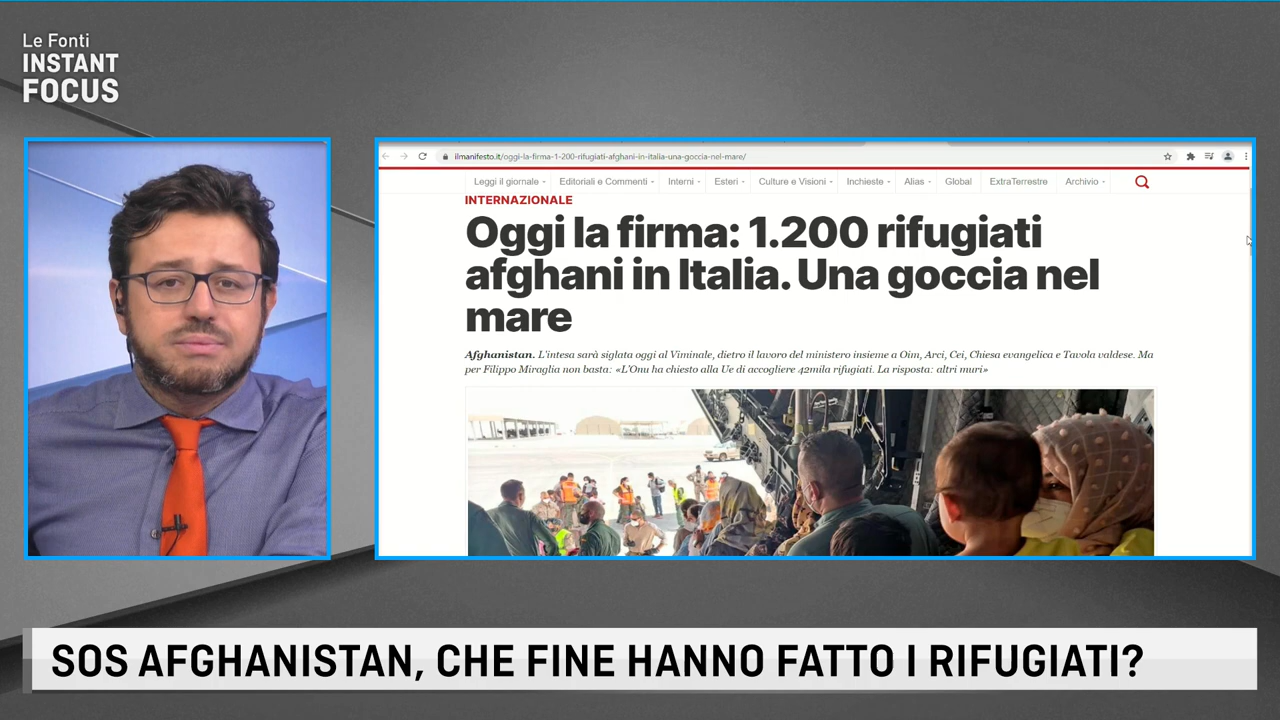 Le Fonti
INSTANT
FOCUS
ilmanifesto.it/oggi-la-firma-1-200-rifugiati-afghani-in-italia-una-goccia-nel-mare/
Leggi il giornale Editoriali e Commenti Interni Esteri Culture e Visioni Inchieste Alias Global ExtraTerrestre Archivio
INTERNAZIONALE
Oggi la firma: 1.200 rifugiati
afghani in Italia. Una goccia nel
mare
Afghanistan. L'intesa sarà siglata oggi al Viminale, dietro il lavoro del ministero insieme a Oim, Arci, Cei, Chiesa evangelica e Tavola valdese. Ma
per Filippo Miraglia non basta: «L'Onu ha chiesto alla Ue di accogliere 42mila rifugiati. La risposta: altri muri»
SOS AFGHANISTAN, CHE FINE HANNO FATTO I RIFUGIATI?